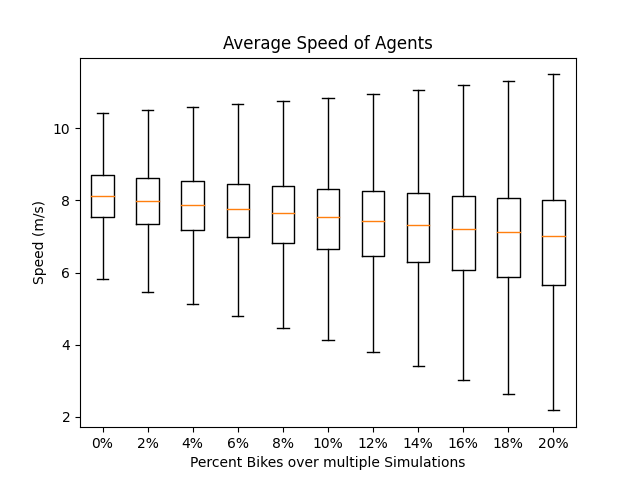 Average Speed of Agents
Speed (m/s)
10
8
6
4
2
0% 2% 4% 6% 8% 10% 12% 14% 16% 18% 20%
Percent Bikes over multiple Simulations